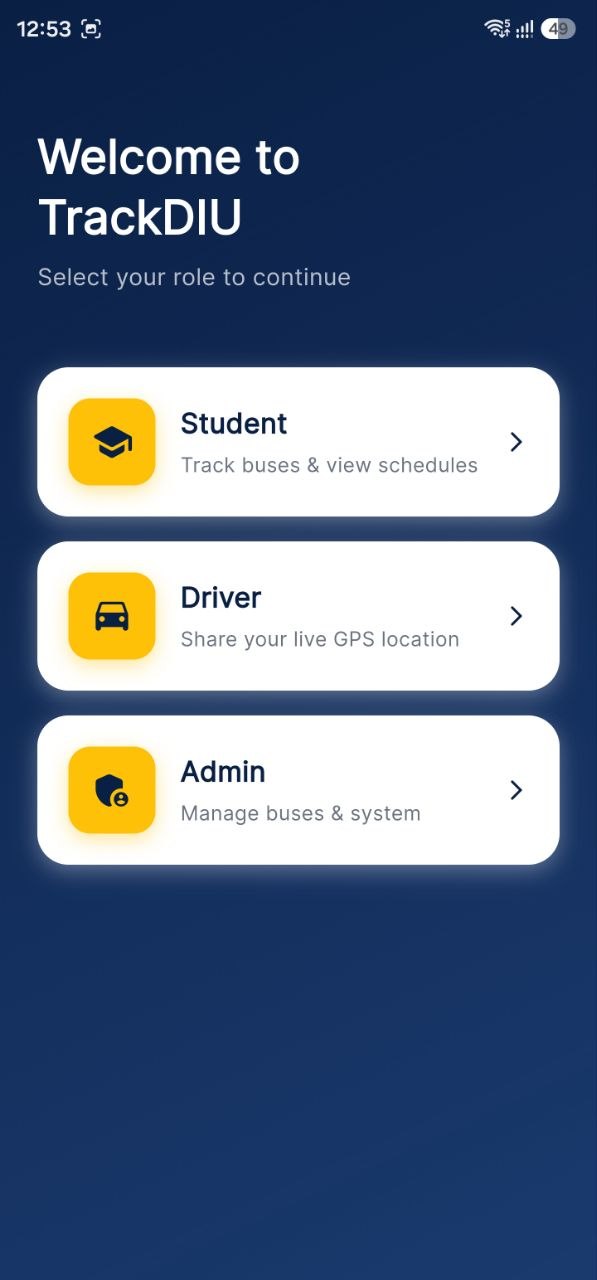 12:53
5
49
Welcome to
TrackDIU
Select your role to continue
Student
Track buses & view schedules
Driver
Share your live GPS location
Admin
Manage buses & system